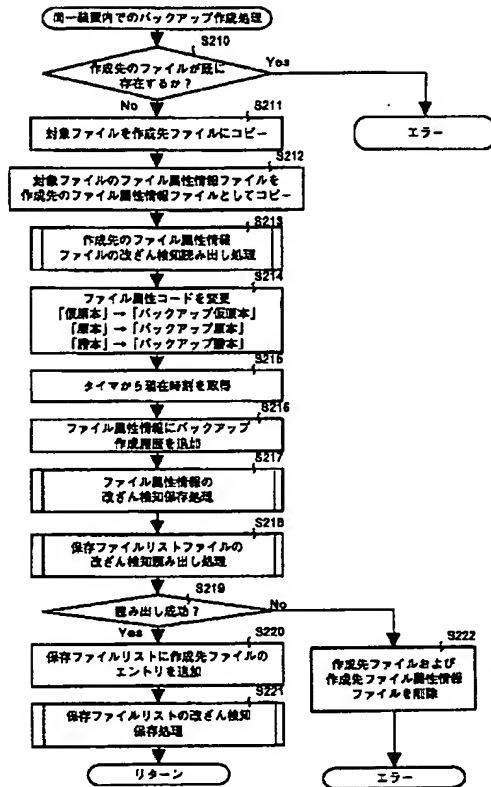 同一装置内でのバックアップ作成処理
S210
作成先のファイルが既に
存在するか？
Yes
No
エラー
S211
対象ファイルを作成先ファイルにコピー
S212
対象ファイルのファイル属性情報ファイルを
作成先のファイル属性情報ファイルとしてコピー
S213
作成先のファイル属性情報
ファイルの改ざん検知読み出し処理
S214
ファイル属性コードを変更
「仮原本」→「バックアップ仮原本」
「原本」→「バックアップ原本」
「謄本」→「バックアップ謄本」
S215
タイマから現在時刻を取得
S216
ファイル属性情報にバックアップ
作成履歴を追加
S217
ファイル属性情報の
改ざん検知保存処理
S218
保存ファイルリストファイルの
改ざん検知読み出し処理
S219
読み出し成功？
No
Yes
S220
保存ファイルリストに作成先ファイルの
エントリを追加
S222
作成先ファイルおよび
作成先ファイル属性情報
ファイルを削除
S221
保存ファイルリストの改ざん検知
保存処理
リターン
エラー